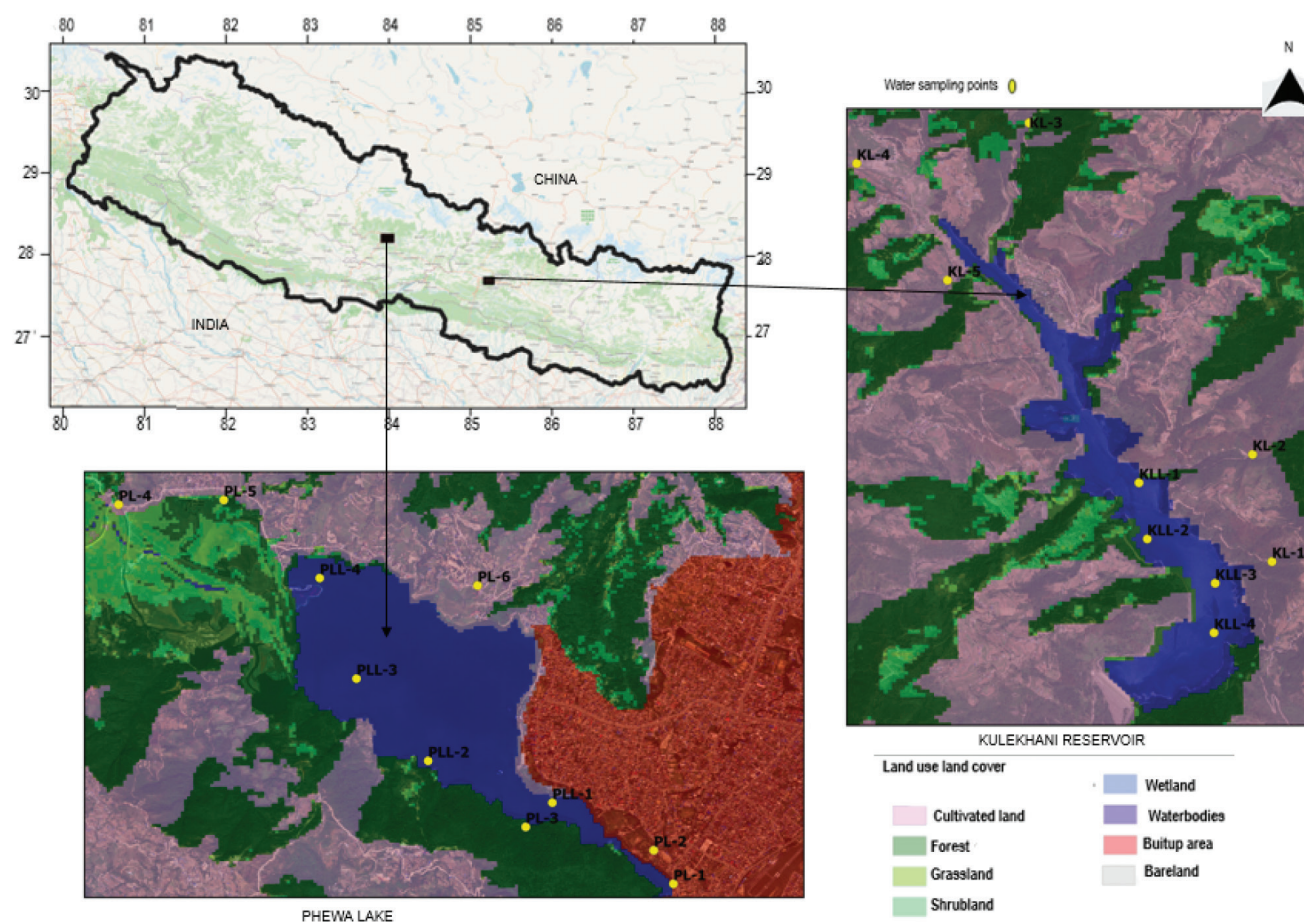 80 81 82 83 84 85 86 87 88
30 30
29 29
28 28
27 27
CHINA
INDIA
80 81 82 83 84 85 86 87 88
N
Water sampling points
KL-3
KL-4
KL-5
KL-2
KLL-1
KLL-2
KL-1
KLL-3
KLL-4
KULEKHANI RESERVOIR
PL-4 PL-5
PLL-4 PL-6
PLL-3
PLL-2
PLL-1
PL-3
PL-2
PL-1
PHEWA LAKE
Land use land cover
Cultivated land
Forest
Grassland
Shrubland
Wetland
Waterbodies
Buitup area
Bareland